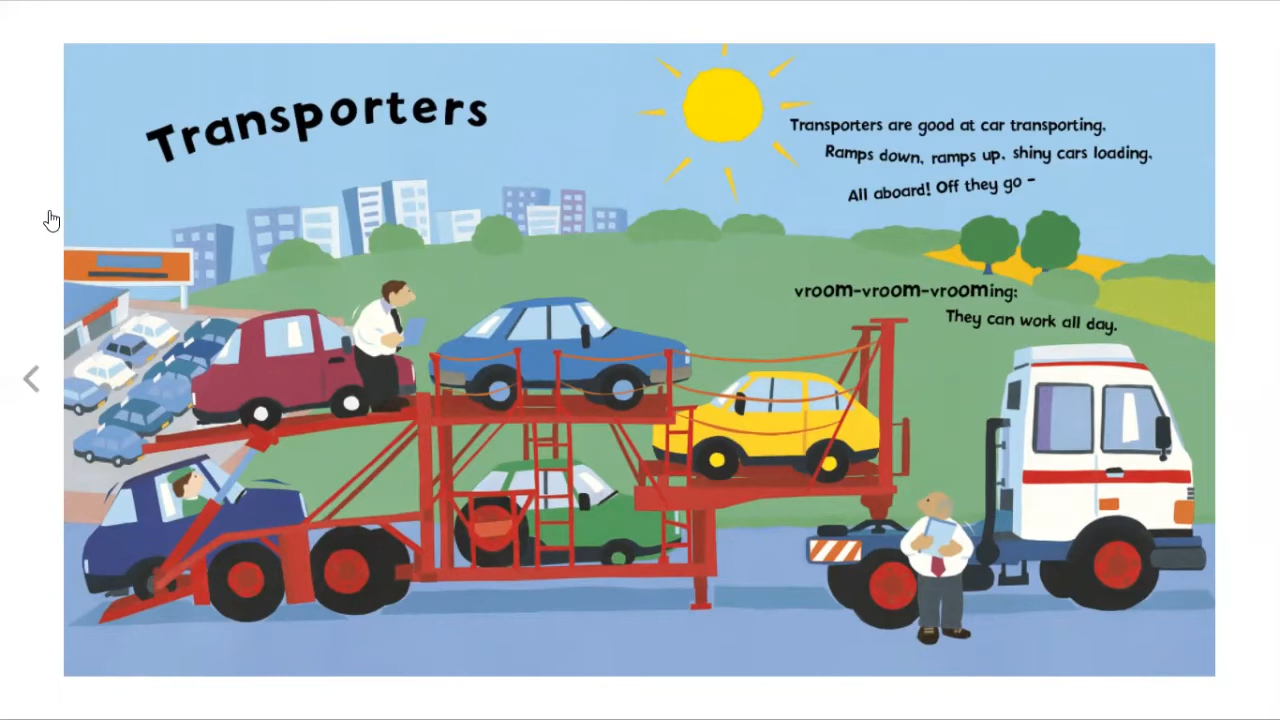 Transporters
Transporters are good at car transporting.
Ramps down, ramps up, shiny cars loading.
All aboard! Off they go –
vroom-vroom-vrooming:
They can work all day.